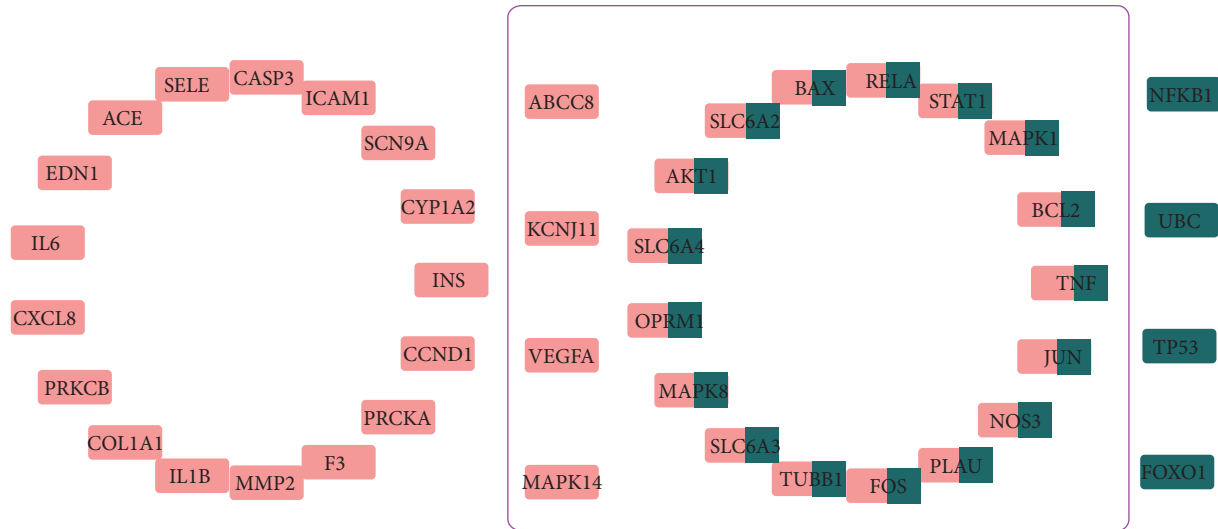 SELE
CASP3
ICAM1
ACE
SCN9A
EDN1
CYP1A2
IL6
INS
CXCL8
CCND1
PRKCB
PRCKA
COL1A1
F3
IL1B
MMP2
ABCC8
KCNJ11
VEGFA
MAPK14
BAX
RELA
STAT1
SLC6A2
MAPK1
AKT1
BCL2
SLC6A4
TNF
OPRM1
JUN
MAPK8
NOS3
SLC6A3
PLAU
TUBB1
FOS
NFKB1
UBC
TP53
FOXO1